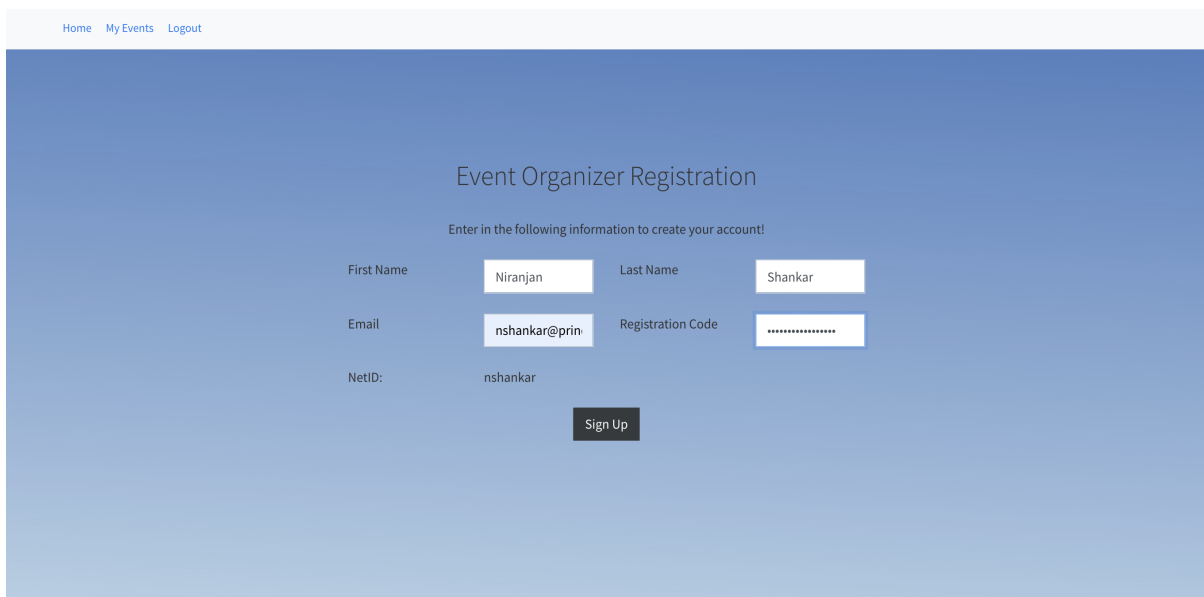 Home My Events Logout
Event Organizer Registration
Enter in the following information to create your account!
First Name Niranjan Last Name Shankar
Email nshankar@prin Registration Code •••••••••••••••••
NetID: nshankar
Sign Up